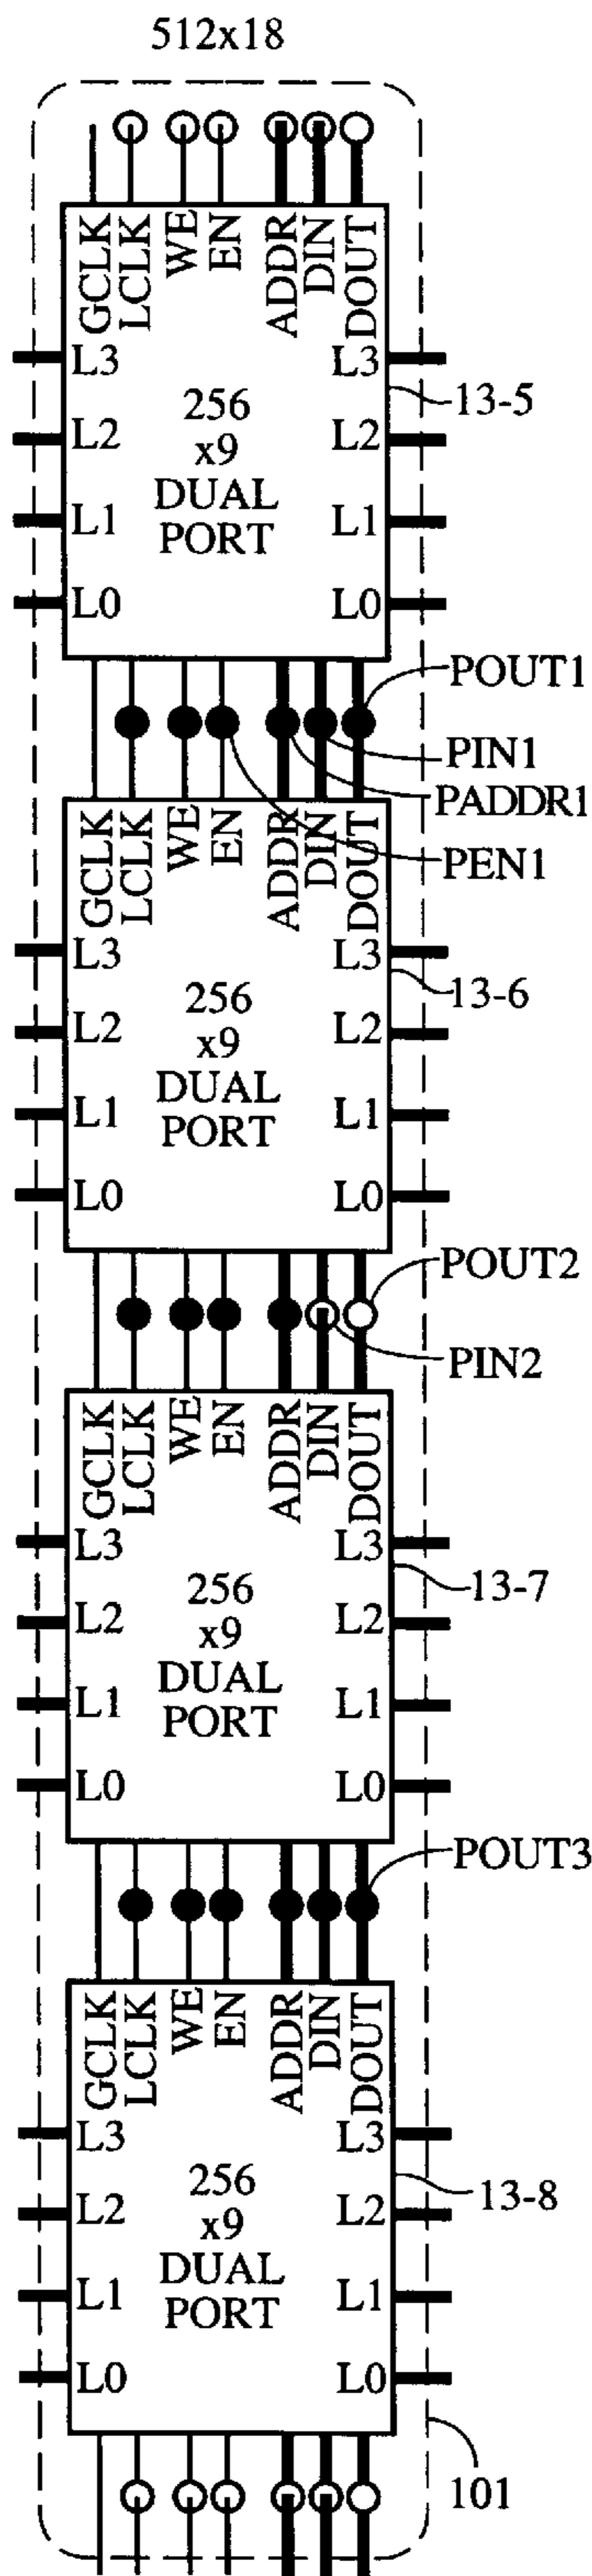 512x18
GCLK
LCLK
WE
EN
ADDR
DIN
DOUT
L3 L3
13-5
256
x9
DUAL
PORT
L2 L2
L1 L1
L0 L0
POUT1
PIN1
PADDR1
PEN1
GCLK
LCLK
WE
EN
ADDR
DIN
DOUT
L3 L3
13-6
256
x9
DUAL
PORT
L2 L2
L1 L1
L0 L0
POUT2
PIN2
GCLK
LCLK
WE
EN
ADDR
DIN
DOUT
L3 L3
13-7
256
x9
DUAL
PORT
L2 L2
L1 L1
L0 L0
POUT3
GCLK
LCLK
WE
EN
ADDR
DIN
DOUT
L3 L3
13-8
256
x9
DUAL
PORT
L2 L2
L1 L1
L0 L0
101